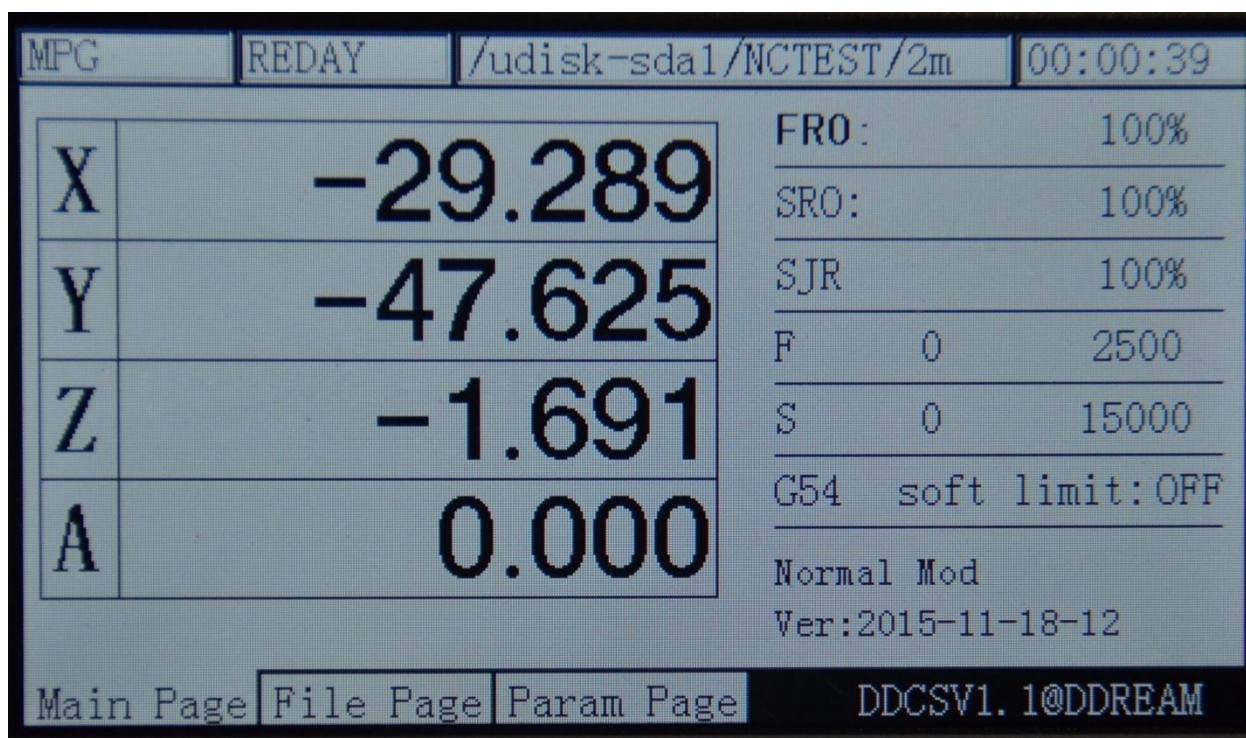 MPG REDAY /udisk-sda1/NCTEST/2m 00:00:39
X -29.289
Y -47.625
Z -1.691
A 0.000
FRO: 100%
SRO: 100%
SJR 100%
F 0 2500
S 0 15000
G54 soft limit:OFF
Normal Mod
Ver:2015-11-18-12
Main Page File Page Param Page DDCSV1.1@DDREAM